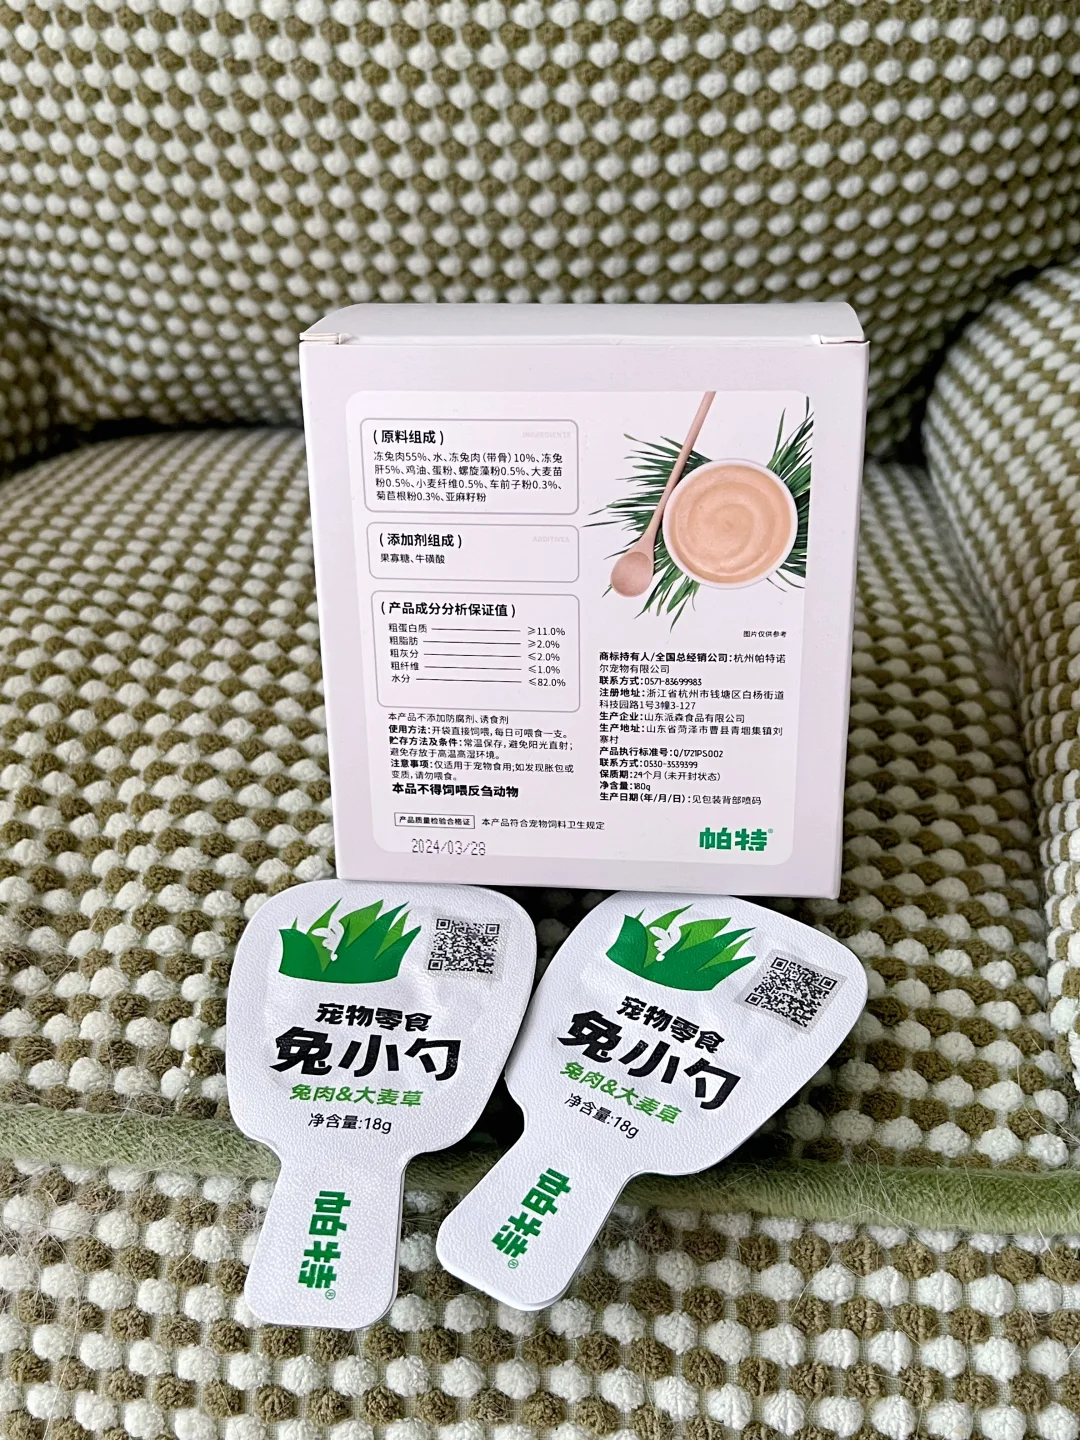 (原料组成)
INGREDIENTS
冻兔肉55%、水、冻兔肉(带骨)10%、冻兔
肝5%、鸡油、蛋粉、螺旋藻粉0.5%、大麦苗
粉0.5%、小麦纤维0.5%、车前子粉0.3%、
菊苣根粉0.3%、亚麻籽粉
(添加剂组成)
果寡糖、牛磺酸
(产品成分分析保证值)
粗蛋白质 ≥11.0%
粗脂肪 ≥2.0%
粗灰分 ≤2.0%
粗纤维 ≤1.0%
水分 ≤82.0%
本产品不添加防腐剂、诱食剂
使用方法:开袋直接饲喂,每日可喂食一支。
贮存方法及条件:常温保存,避免阳光直射;
避免存放于高温高湿环境。
注意事项:仅适用于宠物食用;如发现胀包或
变质,请勿喂食。
本品不得饲喂反刍动物
产品质量检验合格证 本产品符合宠物饲料卫生规定
2024/03/28
图片仅供参考
商标持有人/全国总经销公司:杭州帕特诺
尔宠物有限公司
联系方式:0571-83699983
注册地址:浙江省杭州市钱塘区白杨街道
科技园路1号3幢3-127
生产企业:山东派森食品有限公司
生产地址:山东省菏泽市曹县青堌集镇刘
寨村
产品执行标准号:Q/1721PS002
联系方式:0530-3539399
保质期:24个月(未开封状态)
净含量:180g
生产日期(年/月/日):见包装背部喷码
帕特®
宠物零食
兔小勺
兔肉&大麦草
净含量:18g
帕特®
宠物零食
兔小勺
兔肉&大麦草
净含量:18g
帕特®